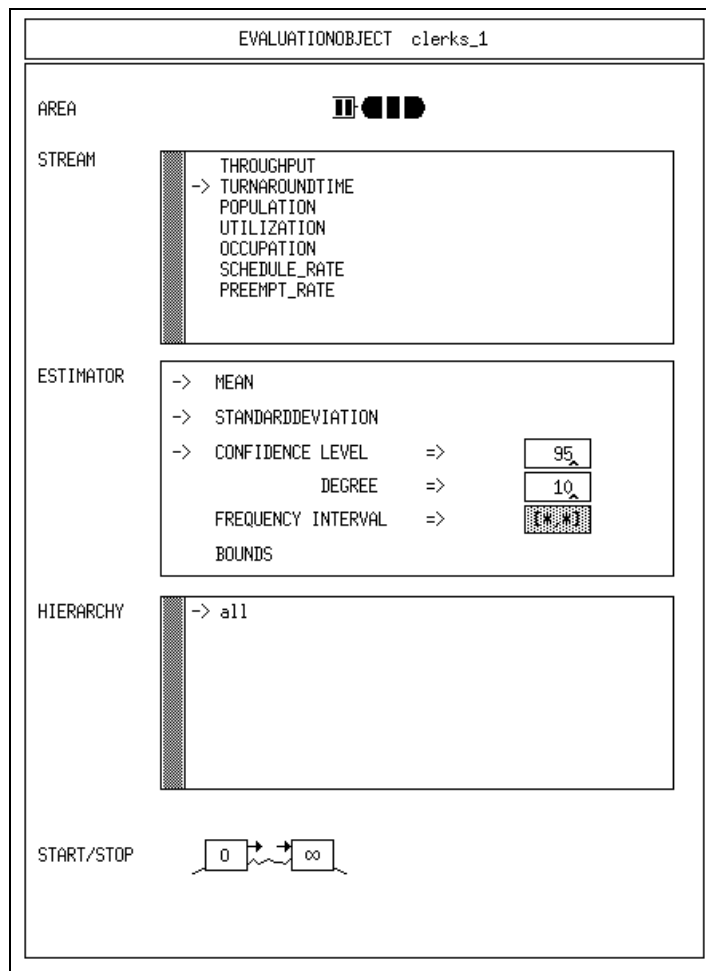 EVALUATIONOBJECT clerks_1
AREA
STREAM
THROUGHPUT
-> TURNAROUNDTIME
POPULATION
UTILIZATION
OCCUPATION
SCHEDULE_RATE
PREEMPT_RATE
ESTIMATOR
-> MEAN
-> STANDARDDEVIATION
-> CONFIDENCE LEVEL => 95
DEGREE => 10
FREQUENCY INTERVAL => [*,*]
BOUNDS
HIERARCHY
-> all
START/STOP 0 ∞